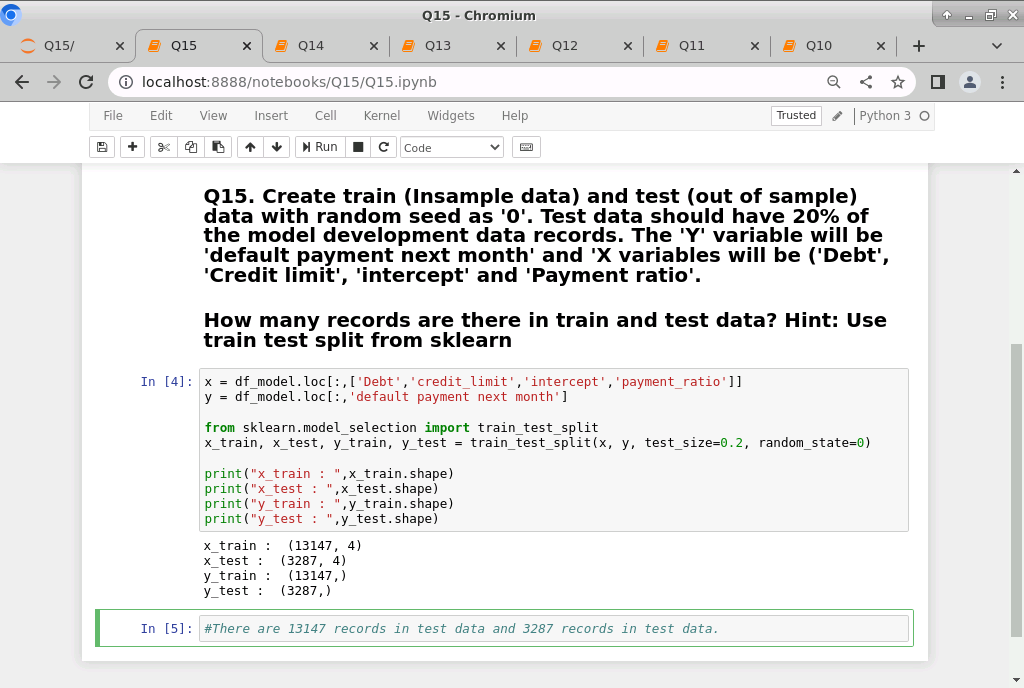 Q15 - Chromium
Q15/ Q15 Q14 Q13 Q12 Q11 Q10
localhost:8888/notebooks/Q15/Q15.ipynb
File Edit View Insert Cell Kernel Widgets Help Trusted Python 3
Run Code
Q15. Create train (Insample data) and test (out of sample)
data with random seed as '0'. Test data should have 20% of
the model development data records. The 'Y' variable will be
'default payment next month' and 'X variables will be ('Debt',
'Credit limit', 'intercept' and 'Payment ratio'.
How many records are there in train and test data? Hint: Use
train test split from sklearn
In [4]: x = df_model.loc[:,['Debt','credit_limit','intercept','payment_ratio']]
y = df_model.loc[:,'default payment next month']
from sklearn.model_selection import train_test_split
x_train, x_test, y_train, y_test = train_test_split(x, y, test_size=0.2, random_state=0)
print("x_train : ",x_train.shape)
print("x_test : ",x_test.shape)
print("y_train : ",y_train.shape)
print("y_test : ",y_test.shape)
x_train :  (13147, 4)
x_test :  (3287, 4)
y_train :  (13147,)
y_test :  (3287,)
In [5]: #There are 13147 records in test data and 3287 records in test data.